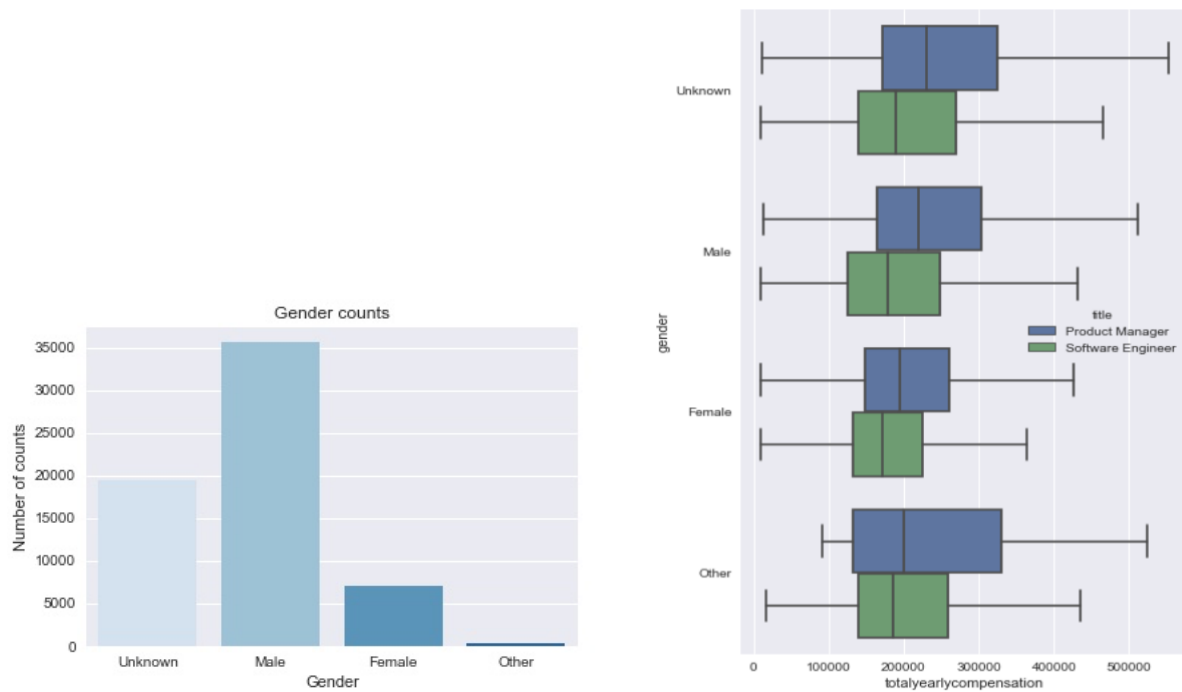 Gender counts
Number of counts
35000
30000
25000
20000
15000
10000
5000
0
Unknown Male Female Other
Gender
gender
Unknown
Male
Female
Other
title
Product Manager
Software Engineer
0 100000 200000 300000 400000 500000
totalyearlycompensation